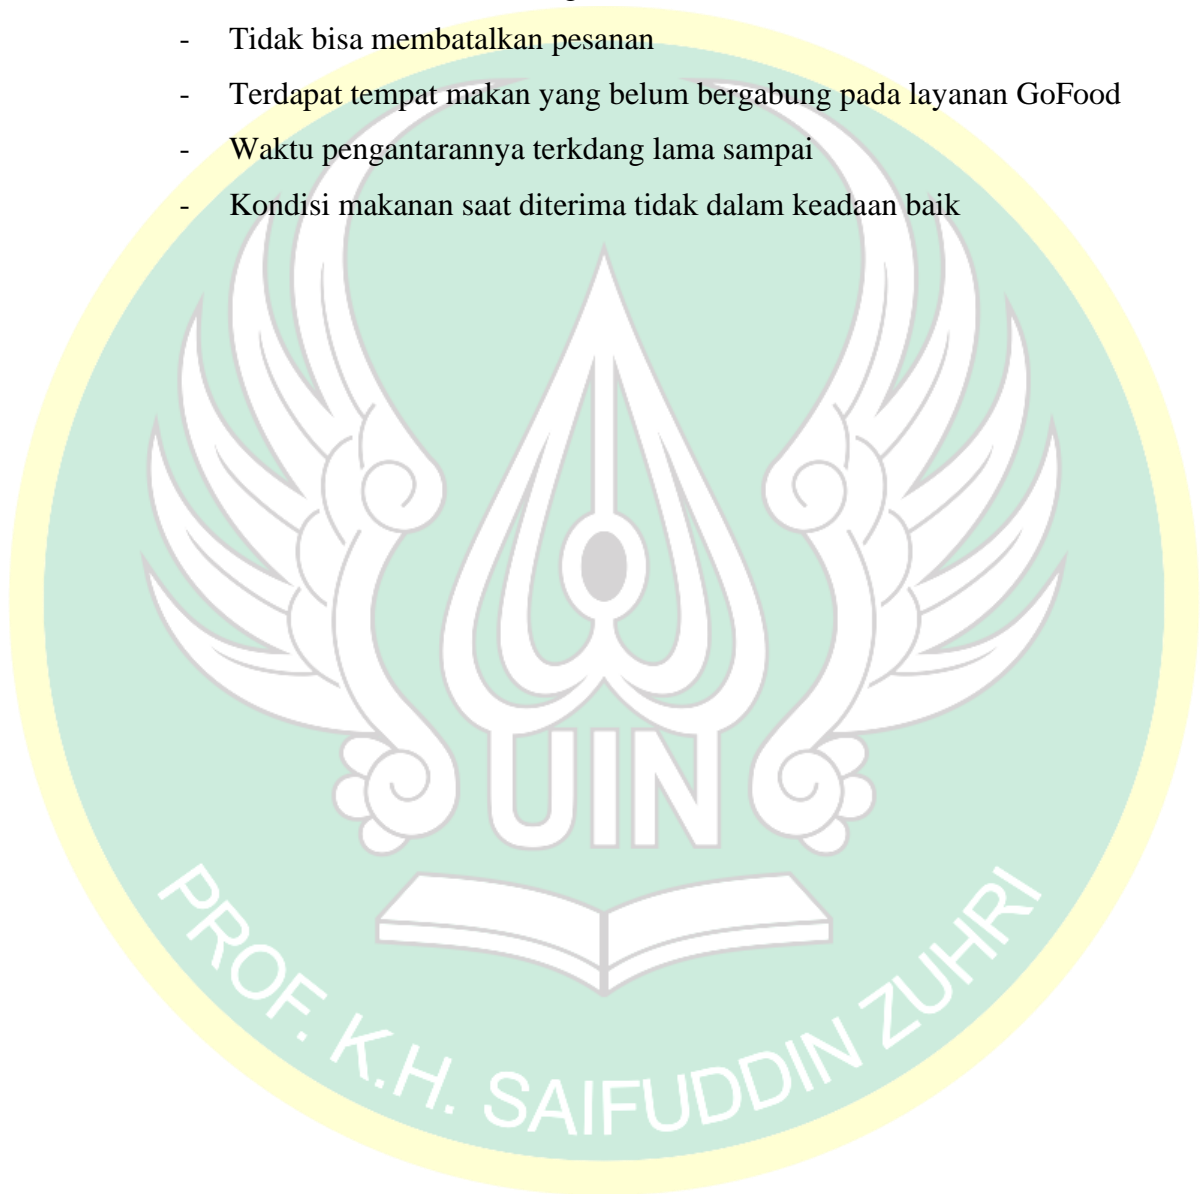 - Tidak bisa membatalkan pesanan
- Terdapat tempat makan yang belum bergabung pada layanan GoFood
- Waktu pengantarannya terkdang lama sampai
- Kondisi makanan saat diterima tidak dalam keadaan baik
UIN
PROF. K.H. SAIFUDDIN ZUHRI